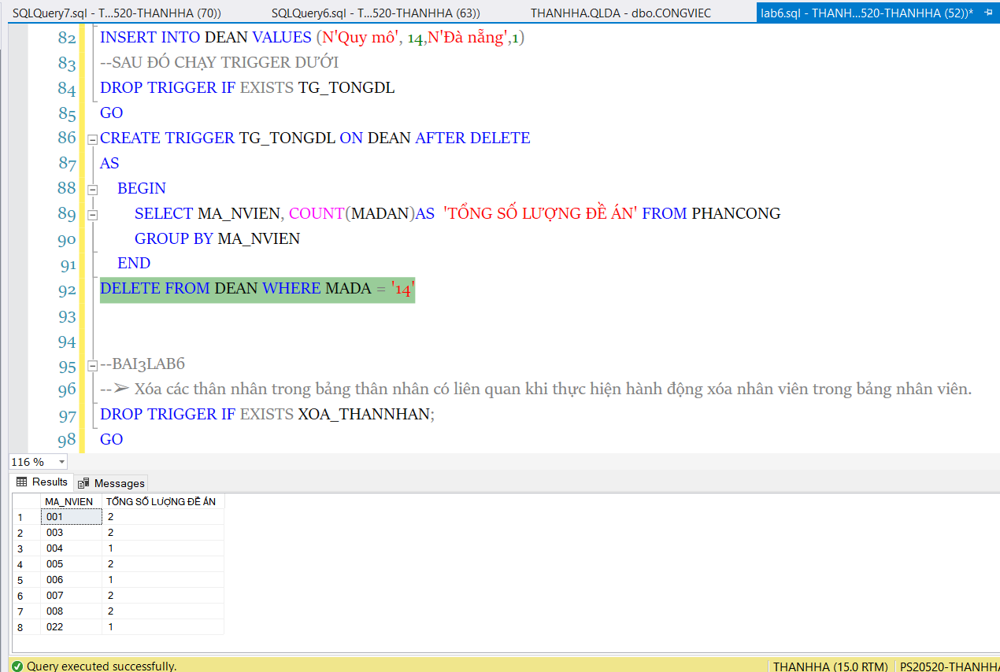 SQLQuery7.sql - T...520-THANHHA (70)) SQLQuery6.sql - T...520-THANHHA (63)) THANHHA.QLDA - dbo.CONGVIEC lab6.sql - THANH...520-THANHHA (52))*
82 INSERT INTO DEAN VALUES (N'Quy mô', 14,N'Đà nẵng',1)
83 --SAU ĐÓ CHẠY TRIGGER DƯỚI
84 DROP TRIGGER IF EXISTS TG_TONGDL
85 GO
86 CREATE TRIGGER TG_TONGDL ON DEAN AFTER DELETE
87 AS
88 BEGIN
89 SELECT MA_NVIEN, COUNT(MADAN)AS 'TỔNG SỐ LƯỢNG ĐỀ ÁN' FROM PHANCONG
90 GROUP BY MA_NVIEN
91 END
92 DELETE FROM DEAN WHERE MADA = '14'
93
94
95 --BAI3LAB6
96 --➢ Xóa các thân nhân trong bảng thân nhân có liên quan khi thực hiện hành động xóa nhân viên trong bảng nhân viên.
97 DROP TRIGGER IF EXISTS XOA_THANNHAN;
98 GO
116 %
Results Messages
MA_NVIEN TỔNG SỐ LƯỢNG ĐỀ ÁN
1 001 2
2 003 2
3 004 1
4 005 2
5 006 1
6 007 2
7 008 2
8 022 1
Query executed successfully. THANHHA (15.0 RTM) PS20520-THANHHA